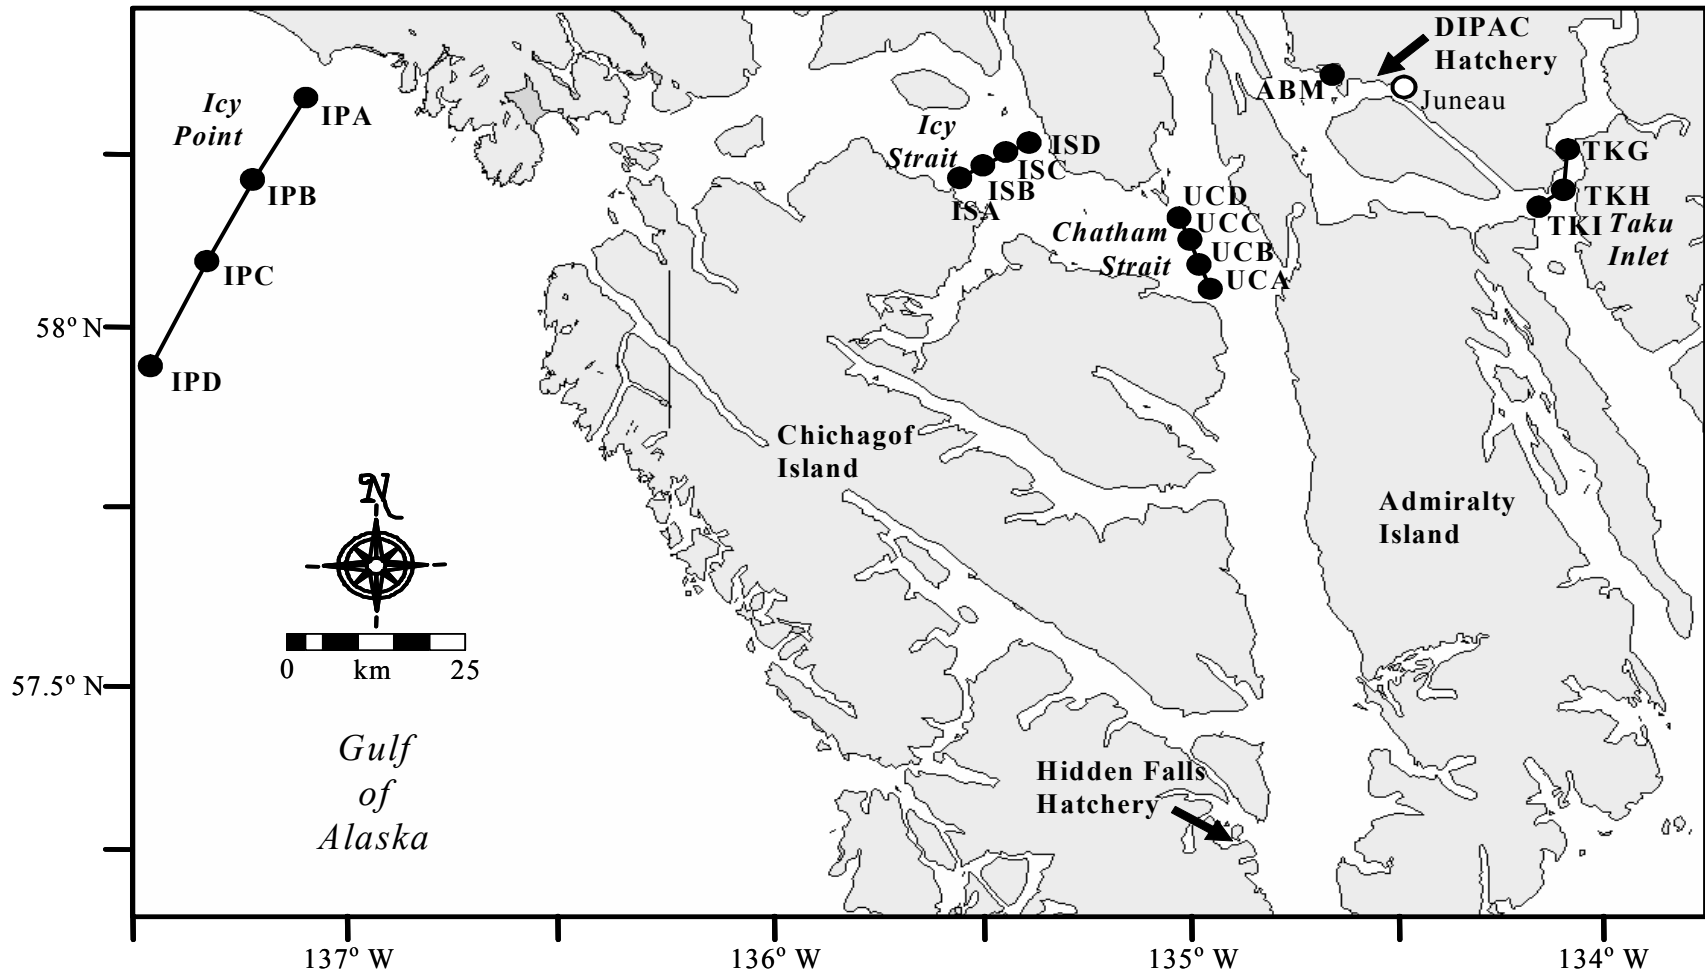 DIPAC
Hatchery
ABM
Juneau
Icy
Point
IPA
Icy
Strait
ISD
ISC
ISB
ISA
TKG
TKH
TKI
Taku
Inlet
IPB
UCD
UCC
UCB
UCA
Chatham
Strait
IPC
58° N
IPD
Chichagof
Island
N
Admiralty
Island
0 km 25
57.5° N
Gulf
of
Alaska
Hidden Falls
Hatchery
137° W
136° W
135° W
134° W